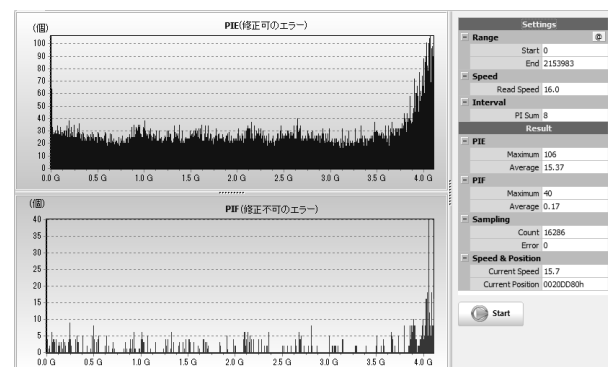 (個)
PIE(修正可のエラー)
100
90
80
70
60
50
40
30
20
10
0
0.0 G 0.5 G 1.0 G 1.5 G 2.0 G 2.5 G 3.0 G 3.5 G 4.0 G
(個)
PIF(修正不可のエラー)
40
35
30
25
20
15
10
5
0
0.0 G 0.5 G 1.0 G 1.5 G 2.0 G 2.5 G 3.0 G 3.5 G 4.0 G
Settings
Range @
Start 0
End 2153983
Speed
Read Speed 16.0
Interval
PI Sum 8
Result
PIE
Maximum 106
Average 15.37
PIF
Maximum 40
Average 0.17
Sampling
Count 16286
Error 0
Speed & Position
Current Speed 15.7
Current Position 0020DD80h
Start